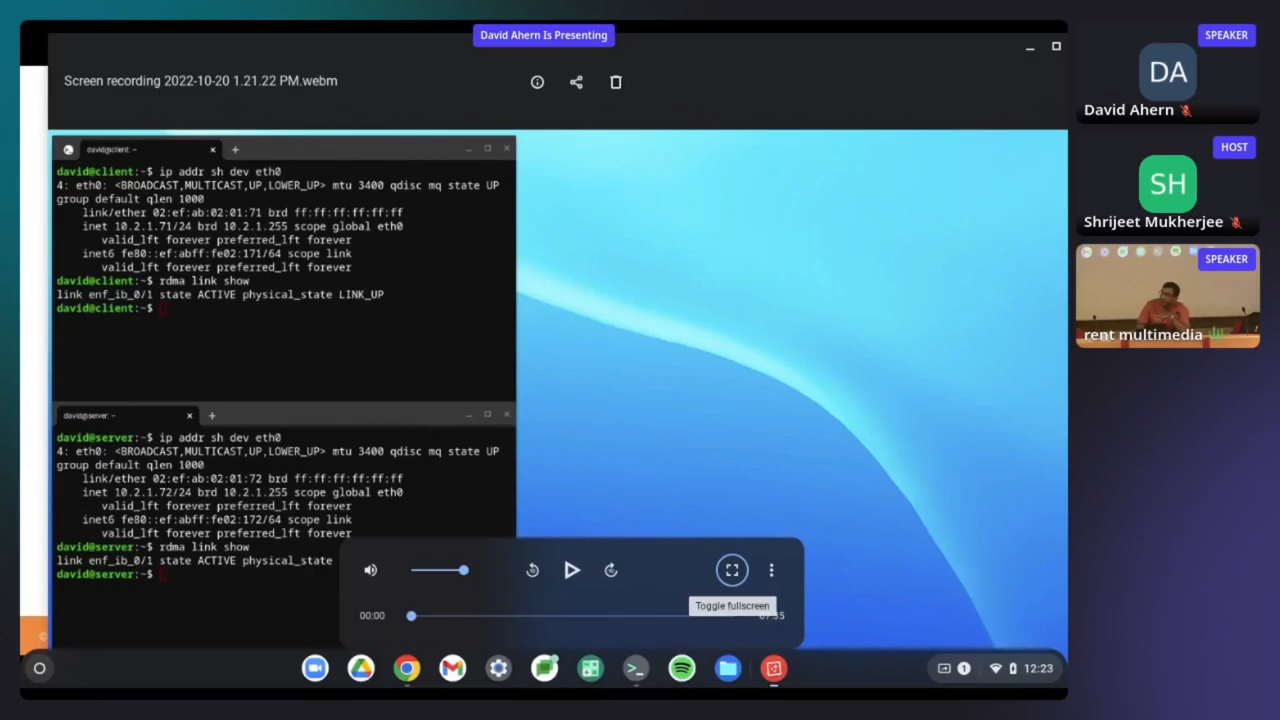 David Ahern Is Presenting
Screen recording 2022-10-20 1.21.22 PM.webm
david@client: ~
david@client:~$ ip addr sh dev eth0
4: eth0: <BROADCAST,MULTICAST,UP,LOWER_UP> mtu 3400 qdisc mq state UP
group default qlen 1000
link/ether 02:ef:ab:02:01:71 brd ff:ff:ff:ff:ff:ff
inet 10.2.1.71/24 brd 10.2.1.255 scope global eth0
valid_lft forever preferred_lft forever
inet6 fe80::ef:abff:fe02:171/64 scope link
valid_lft forever preferred_lft forever
david@client:~$ rdma link show
link enf_ib_0/1 state ACTIVE physical_state LINK_UP
david@client:~$
david@server: ~
david@server:~$ ip addr sh dev eth0
4: eth0: <BROADCAST,MULTICAST,UP,LOWER_UP> mtu 3400 qdisc mq state UP
group default qlen 1000
link/ether 02:ef:ab:02:01:72 brd ff:ff:ff:ff:ff:ff
inet 10.2.1.72/24 brd 10.2.1.255 scope global eth0
valid_lft forever preferred_lft forever
inet6 fe80::ef:abff:fe02:172/64 scope link
valid_lft forever preferred_lft forever
david@server:~$ rdma link show
link enf_ib_0/1 state ACTIVE physical_state
david@server:~$
00:00
Toggle fullscreen
1
12:23
SPEAKER
DA
David Ahern
HOST
SH
Shrijeet Mukherjee
SPEAKER
rent multimedia